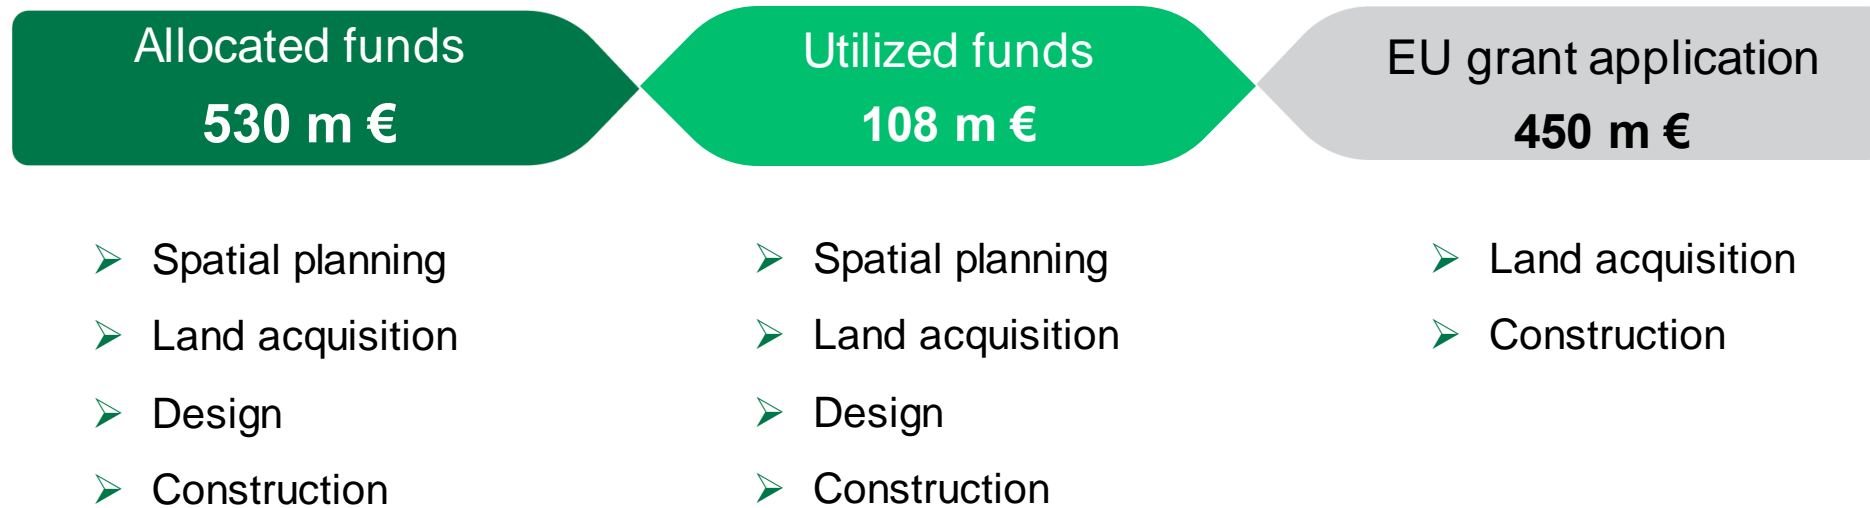 Allocated funds
530 m €
Utilized funds
108 m €
EU grant application
450 m €
Spatial planning
Land acquisition
Design
Construction
Spatial planning
Land acquisition
Design
Construction
Land acquisition
Construction